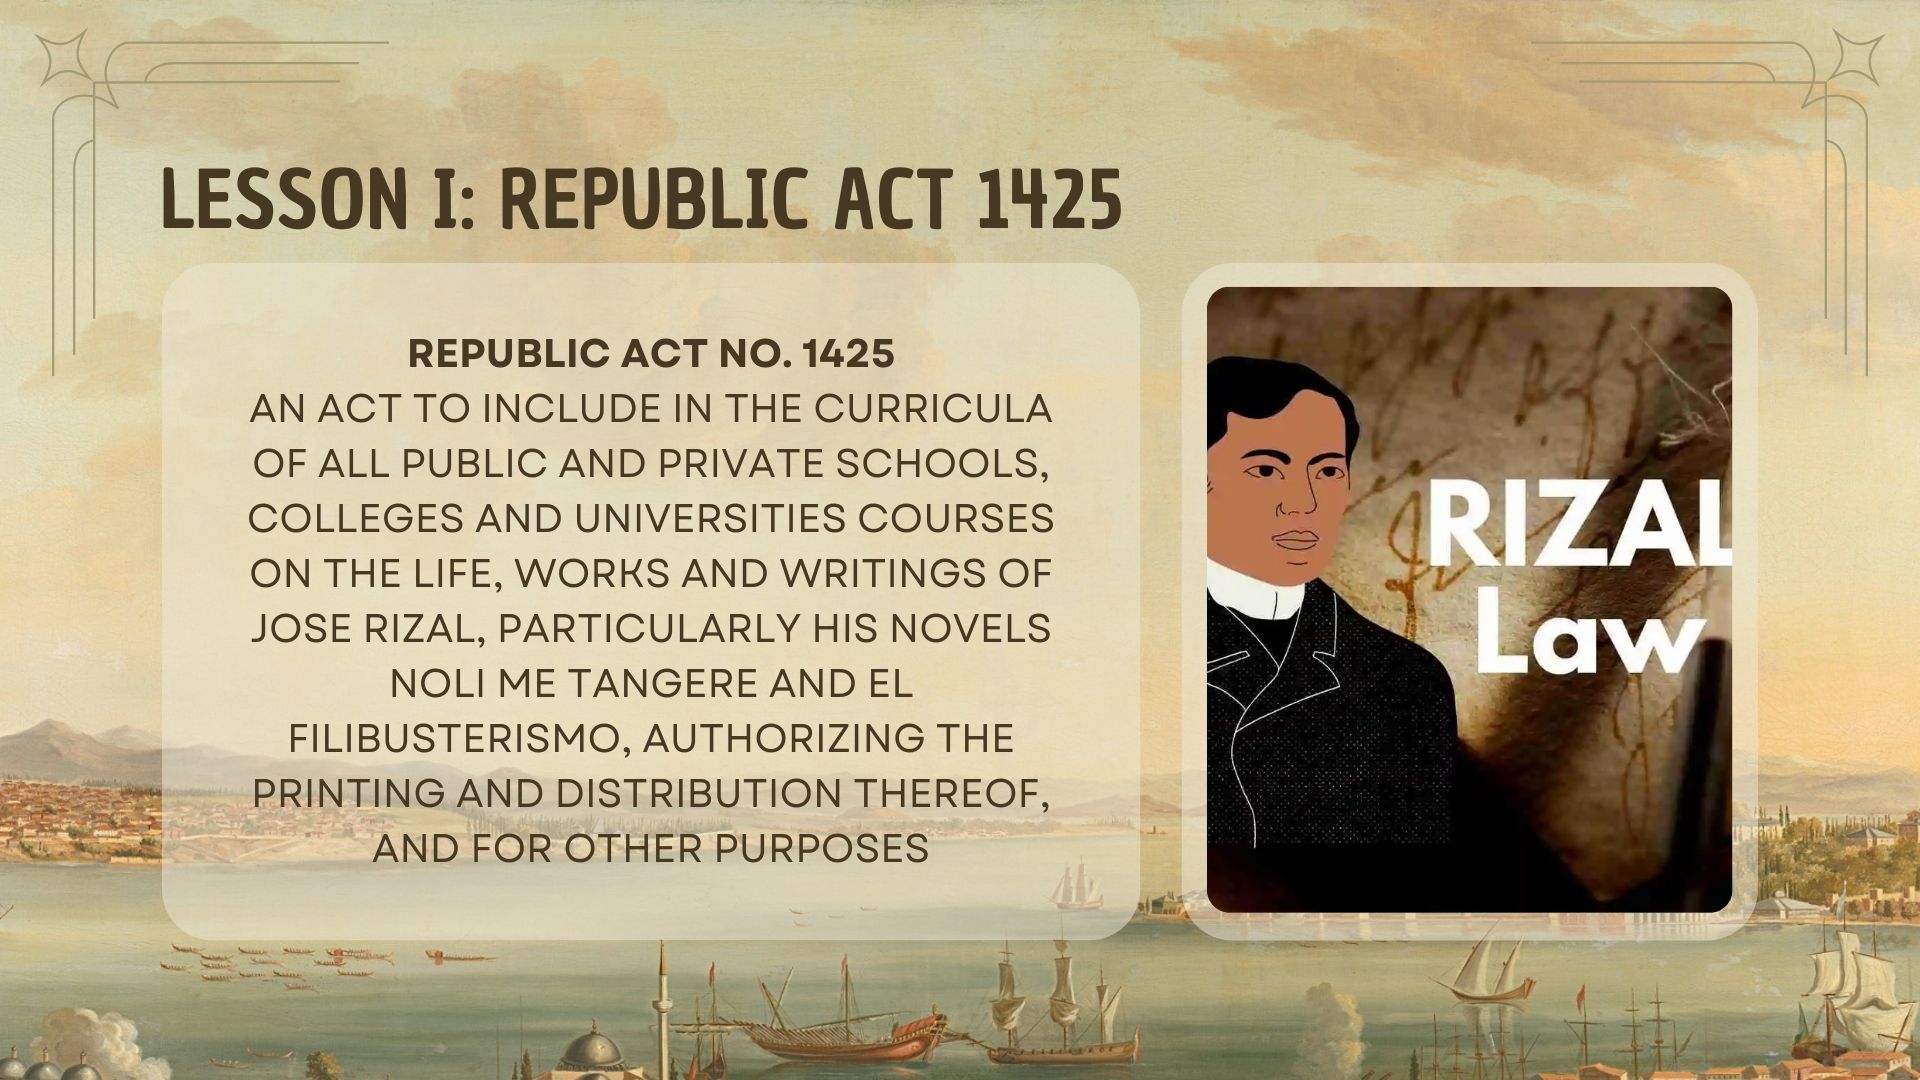 LESSON I: REPUBLIC ACT 1425
REPUBLIC ACT NO. 1425
AN ACT TO INCLUDE IN THE CURRICULA
OF ALL PUBLIC AND PRIVATE SCHOOLS,
COLLEGES AND UNIVERSITIES COURSES
ON THE LIFE, WORKS AND WRITINGS OF
JOSE RIZAL, PARTICULARLY HIS NOVELS
NOLI ME TANGERE AND EL
FILIBUSTERISMO, AUTHORIZING THE
PRINTING AND DISTRIBUTION THEREOF,
AND FOR OTHER PURPOSES
RIZAL
Law